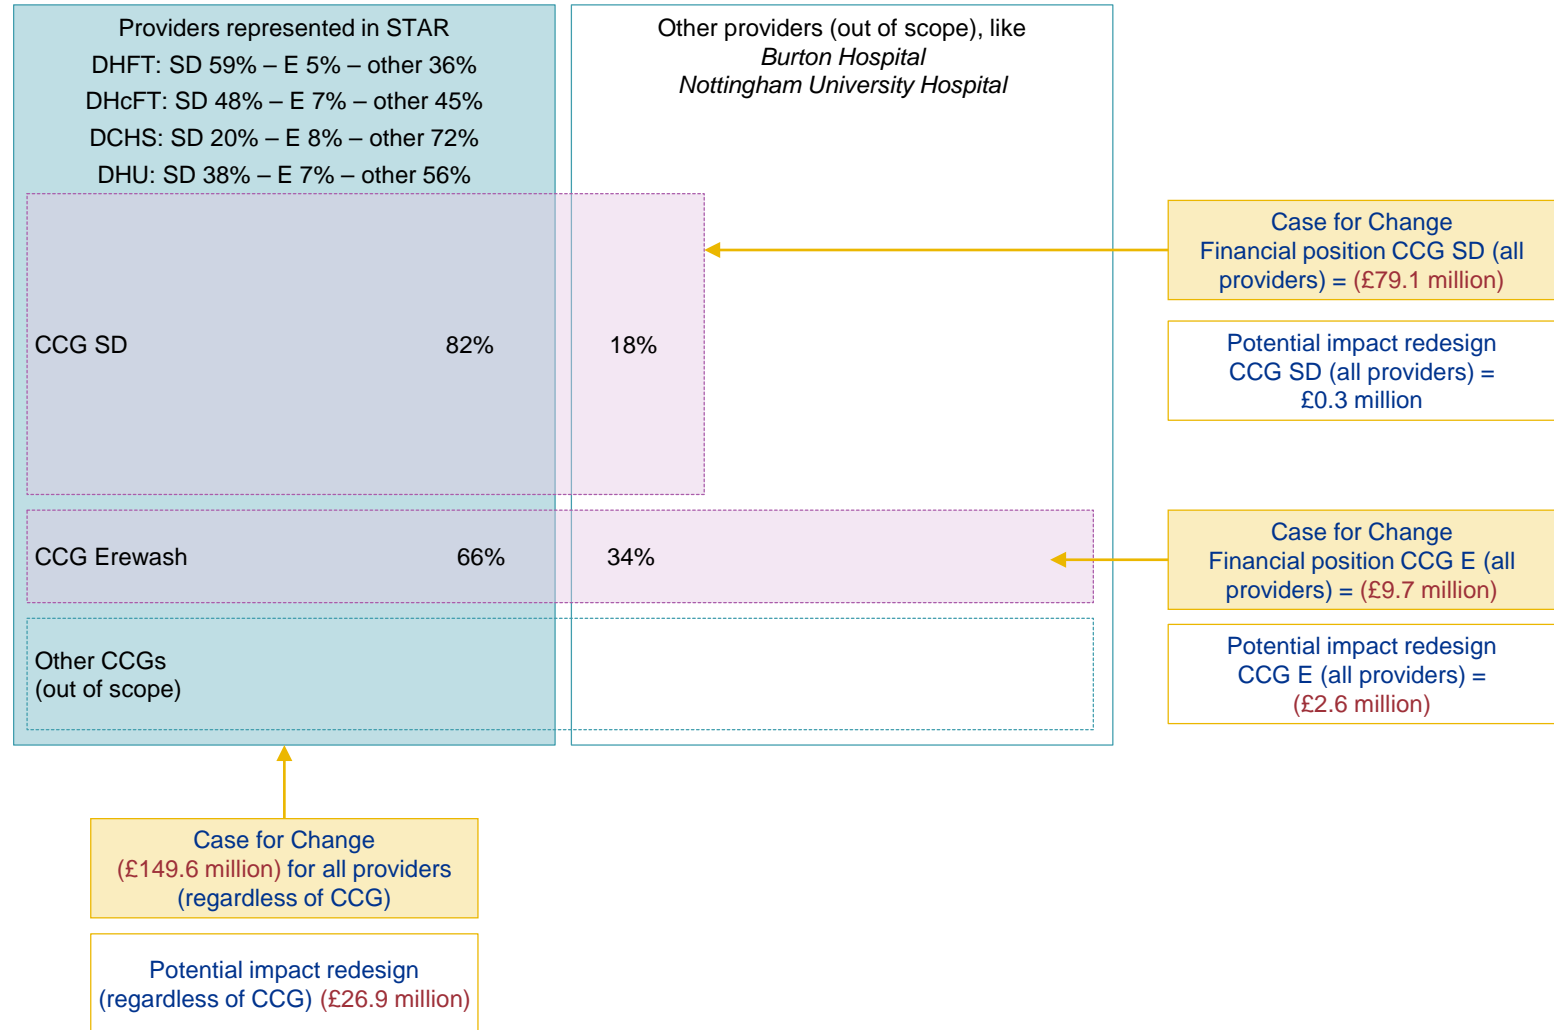 Providers represented in STAR
DHFT: SD 59% – E 5% – other 36%
DHcFT: SD 48% – E 7% – other 45%
DCHS: SD 20% – E 8% – other 72%
DHU: SD 38% – E 7% – other 56%
Other providers (out of scope), like
Burton Hospital
Nottingham University Hospital
CCG SD 82% 18%
CCG Erewash 66% 34%
Other CCGs
(out of scope)
Case for Change
Financial position CCG SD (all
providers) = (£79.1 million)
Potential impact redesign
CCG SD (all providers) =
£0.3 million
Case for Change
Financial position CCG E (all
providers) = (£9.7 million)
Potential impact redesign
CCG E (all providers) =
(£2.6 million)
Case for Change
(£149.6 million) for all providers
(regardless of CCG)
Potential impact redesign
(regardless of CCG) (£26.9 million)